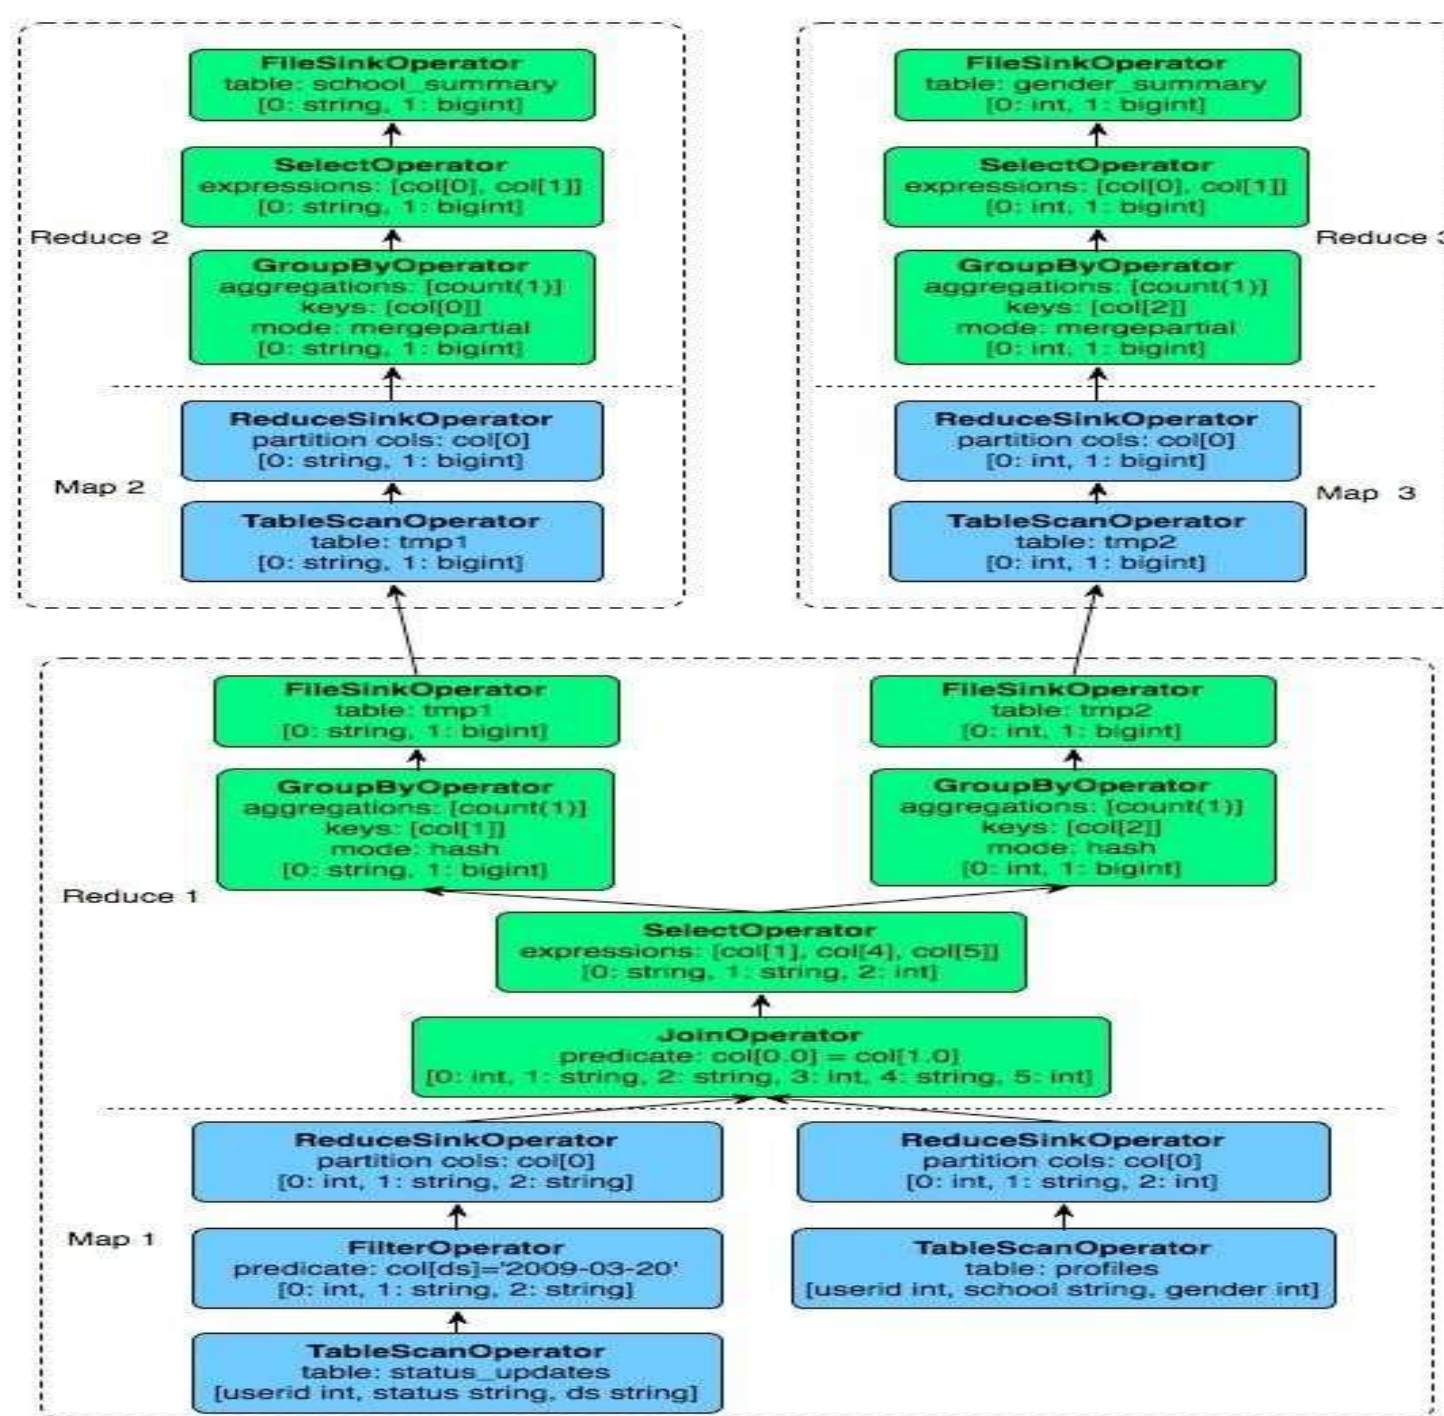 FileSinkOperator
table: school_summary
[0: string, 1: bigint]
SelectOperator
expressions: [col[0], col[1]]
[0: string, 1: bigint]
Reduce 2
GroupByOperator
aggregations: [count(1)]
keys: [col[0]]
mode: mergepartial
[0: string, 1: bigint]
ReduceSinkOperator
partition cols: col[0]
[0: string, 1: bigint]
Map 2
TableScanOperator
table: tmp1
[0: string, 1: bigint]
FileSinkOperator
table: gender_summary
[0: int, 1: bigint]
SelectOperator
expressions: [col[0], col[1]]
[0: int, 1: bigint]
Reduce 3
GroupByOperator
aggregations: [count(1)]
keys: [col[2]]
mode: mergepartial
[0: int, 1: bigint]
ReduceSinkOperator
partition cols: col[0]
[0: int, 1: bigint]
Map 3
TableScanOperator
table: tmp2
[0: int, 1: bigint]
FileSinkOperator
table: tmp1
[0: string, 1: bigint]
FileSinkOperator
table: tmp2
[0: int, 1: bigint]
GroupByOperator
aggregations: [count(1)]
keys: [col[1]]
mode: hash
[0: string, 1: bigint]
GroupByOperator
aggregations: [count(1)]
keys: [col[2]]
mode: hash
[0: int, 1: bigint]
Reduce 1
SelectOperator
expressions: [col[1], col[4], col[5]]
[0: string, 1: string, 2: int]
JoinOperator
predicate: col[0.0] = col[1.0]
[0: int, 1: string, 2: string, 3: int, 4: string, 5: int]
ReduceSinkOperator
partition cols: col[0]
[0: int, 1: string, 2: string]
ReduceSinkOperator
partition cols: col[0]
[0: int, 1: string, 2: int]
Map 1
FilterOperator
predicate: col[ds]='2009-03-20'
[0: int, 1: string, 2: string]
TableScanOperator
table: profiles
[userid int, school string, gender int]
TableScanOperator
table: status_updates
[userid int, status string, ds string]